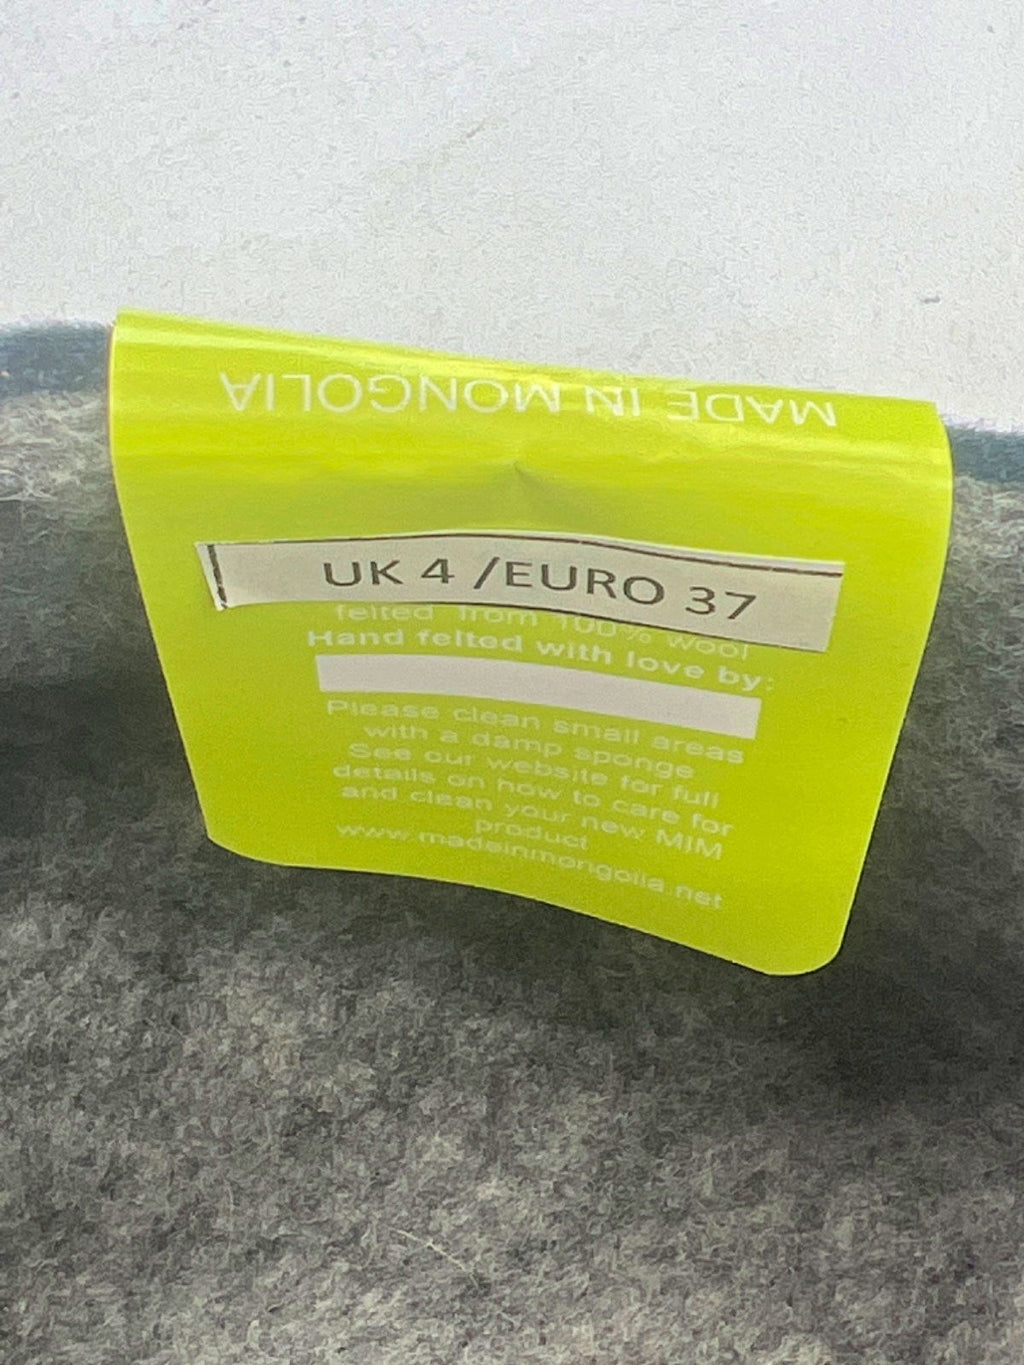 MADE IN MONGOLIA
UK 4 /EURO 37
felted from 100% wool
Hand felted with love by:
Please clean small areas
with a damp sponge
See our website for full
details on how to care for
and clean your new MIM
product
www.madeinmongolia.net